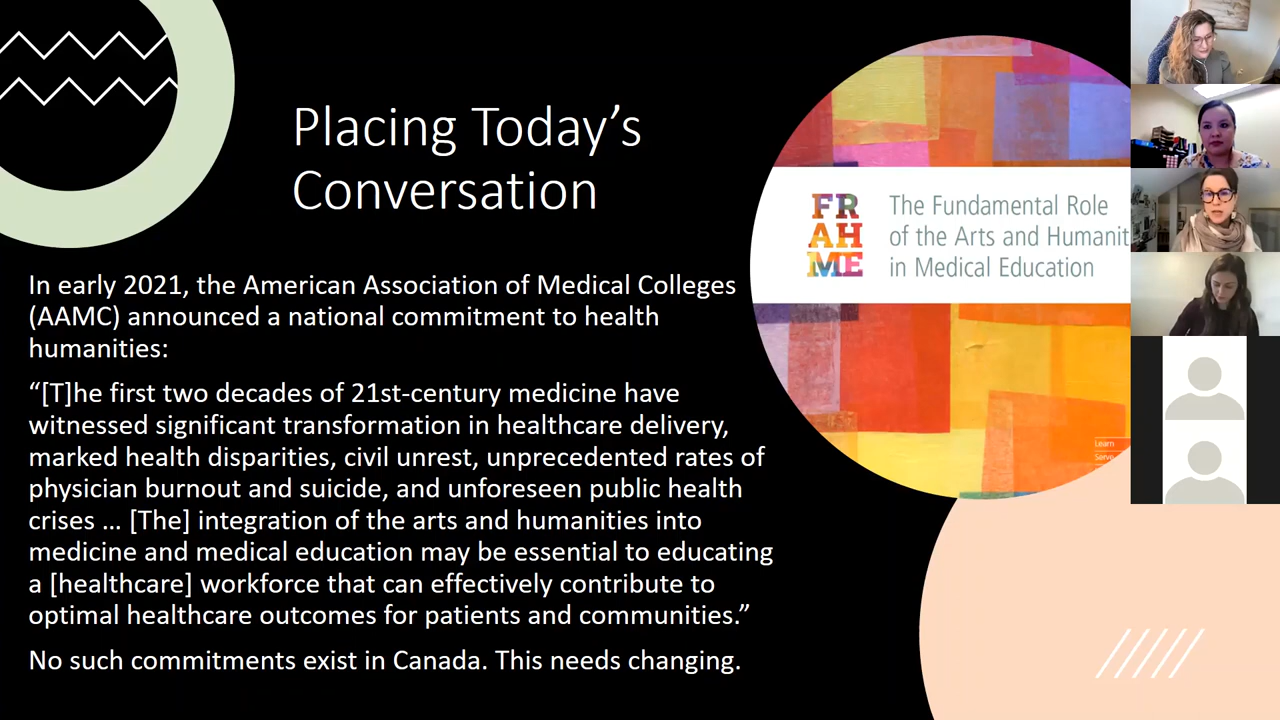 Placing Today’s
Conversation
In early 2021, the American Association of Medical Colleges
(AAMC) announced a national commitment to health
humanities:
“[T]he first two decades of 21st-century medicine have
witnessed significant transformation in healthcare delivery,
marked health disparities, civil unrest, unprecedented rates of
physician burnout and suicide, and unforeseen public health
crises ... [The] integration of the arts and humanities into
medicine and medical education may be essential to educating
a [healthcare] workforce that can effectively contribute to
optimal healthcare outcomes for patients and communities.”
No such commitments exist in Canada. This needs changing.
FR
AH
ME
The Fundamental Role
of the Arts and Humanit
in Medical Education
Learn
Serve